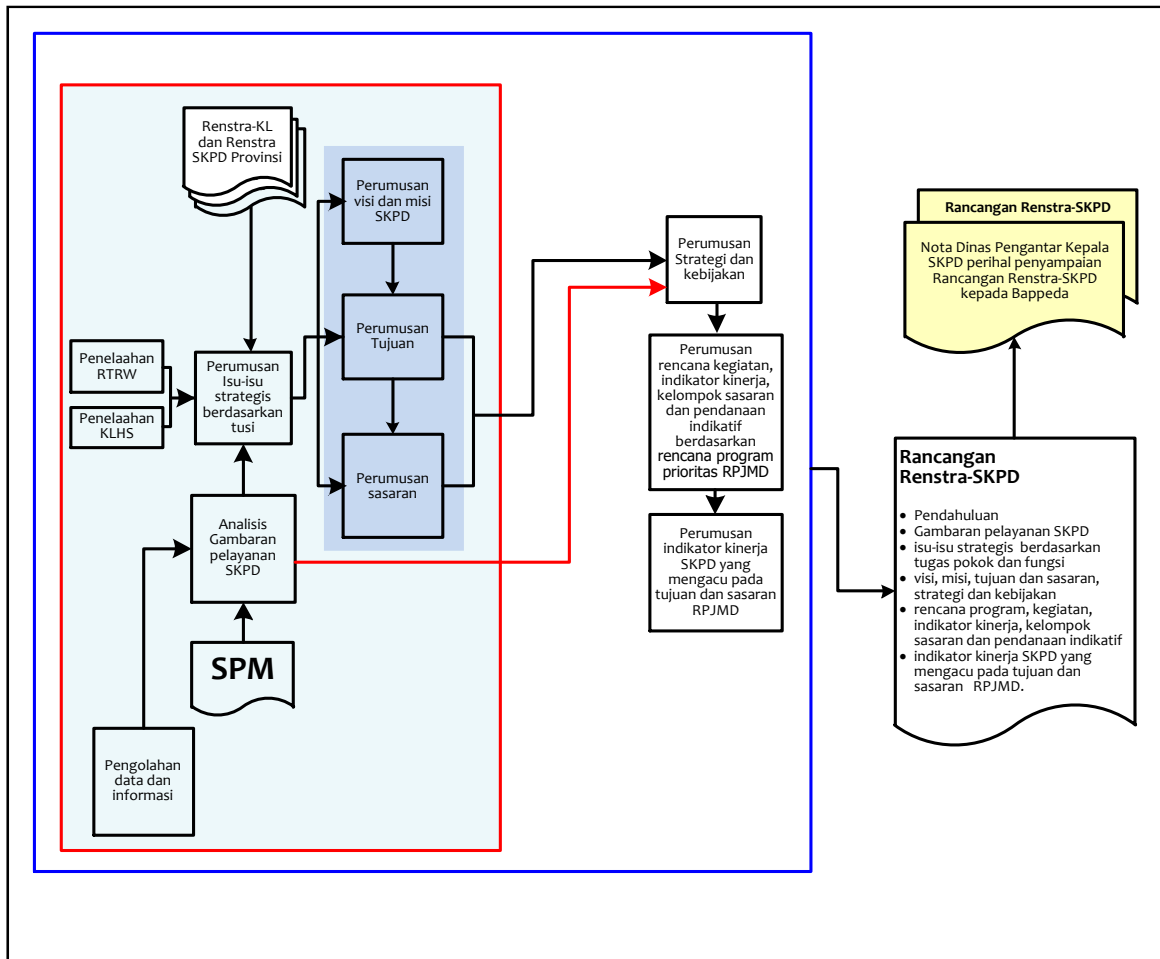 Renstra-KL
dan Renstra
SKPD Provinsi
Perumusan
visi dan misi
SKPD
Perumusan
Tujuan
Perumusan
sasaran
Penelaahan
RTRW
Penelaahan
KLHS
Perumusan
Isu-isu
strategis
berdasarkan
tusi
Analisis
Gambaran
pelayanan
SKPD
SPM
Pengolahan
data dan
informasi
Perumusan
Strategi dan
kebijakan
Perumusan
rencana kegiatan,
indikator kinerja,
kelompok sasaran
dan pendanaan
indikatif
berdasarkan
rencana program
prioritas RPJMD
Perumusan
indikator kinerja
SKPD yang
mengacu pada
tujuan dan sasaran
RPJMD
Rancangan Renstra-SKPD
Nota Dinas Pengantar Kepala
SKPD perihal penyampaian
Rancangan Renstra-SKPD
kepada Bappeda
Rancangan
Renstra-SKPD
• Pendahuluan
• Gambaran pelayanan SKPD
• isu-isu strategis berdasarkan
tugas pokok dan fungsi
• visi, misi, tujuan dan sasaran,
strategi dan kebijakan
• rencana program, kegiatan,
indikator kinerja, kelompok
sasaran dan pendanaan indikatif
• indikator kinerja SKPD yang
mengacu pada tujuan dan
sasaran RPJMD.